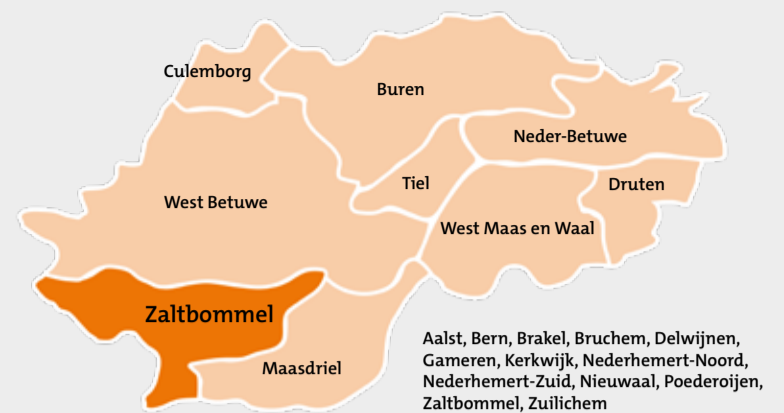 Culemborg
Buren
Neder-Betuwe
Tiel
Druten
West Betuwe
West Maas en Waal
Zaltbommel
Maasdriel
Aalst, Bern, Brakel, Bruchem, Delwijnen,
Gameren, Kerkwijk, Nederhemert-Noord,
Nederhemert-Zuid, Nieuwaal, Poederoijen,
Zaltbommel, Zuilichem